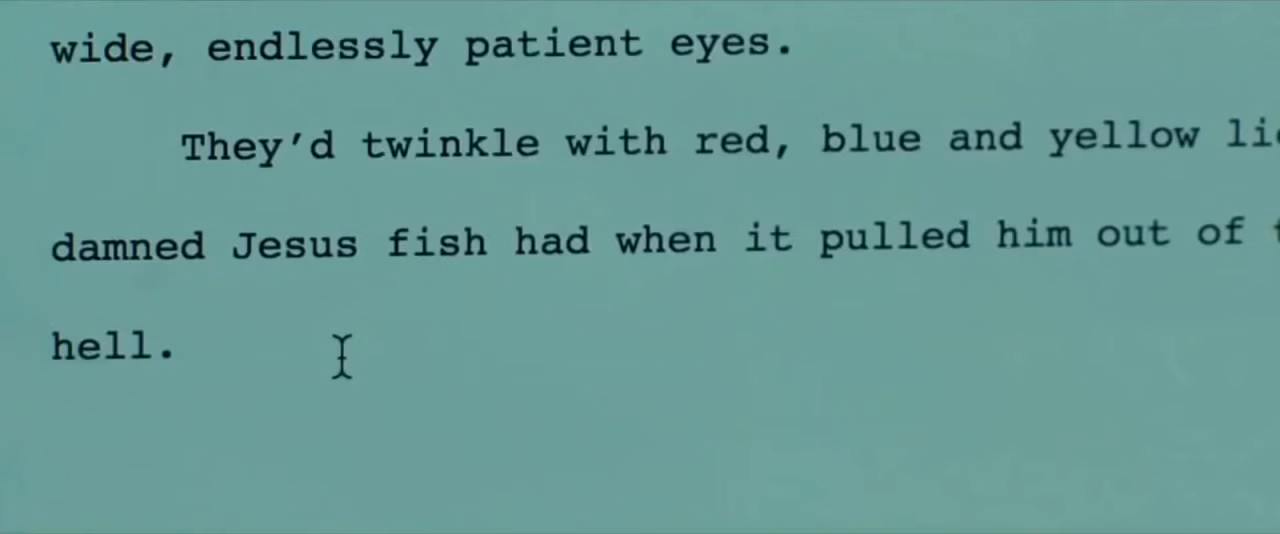 wide, endlessly patient eyes.
They’d twinkle with red, blue and yellow
damned Jesus fish had when it pulled him out of
hell.